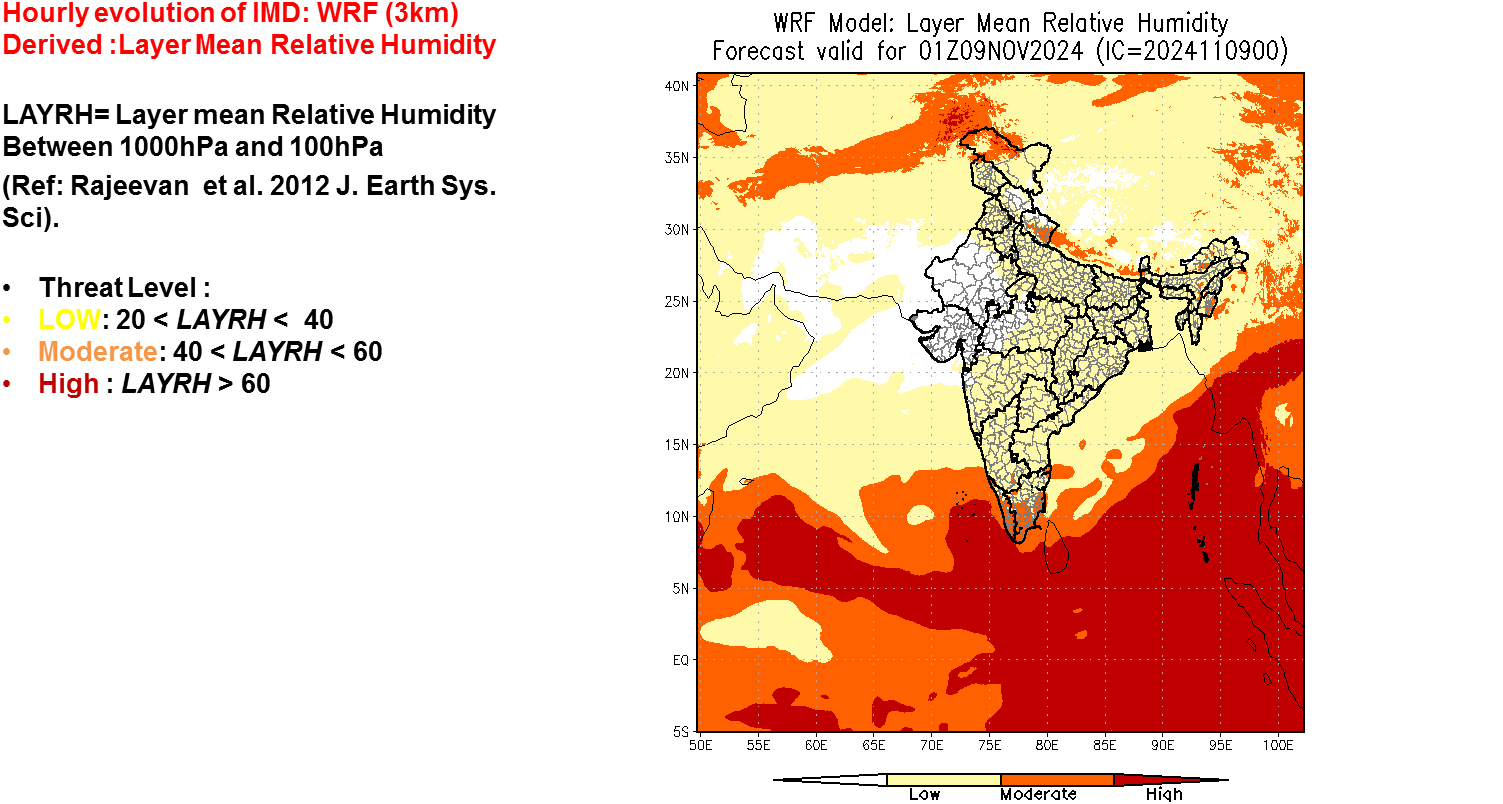 Hourly evolution of IMD: WRF (3km)
Derived :Layer Mean Relative Humidity
LAYRH= Layer mean Relative Humidity
Between 1000hPa and 100hPa
(Ref: Rajeevan et al. 2012 J. Earth Sys.
Sci).
• Threat Level :
• LOW: 20 < LAYRH < 40
• Moderate: 40 < LAYRH < 60
• High : LAYRH > 60
WRF Model: Layer Mean Relative Humidity
Forecast valid for 01Z09NOV2024 (IC=2024110900)
40N
35N
30N
25N
20N
15N
10N
5N
EQ
5S
50E 55E 60E 65E 70E 75E 80E 85E 90E 95E 100E
Low Moderate High